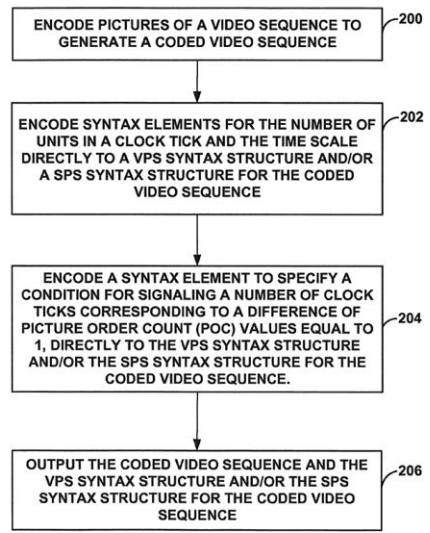 ENCODE PICTURES OF A VIDEO SEQUENCE TO
GENERATE A CODED VIDEO SEQUENCE
200
ENCODE SYNTAX ELEMENTS FOR THE NUMBER OF
UNITS IN A CLOCK TICK AND THE TIME SCALE
DIRECTLY TO A VPS SYNTAX STRUCTURE AND/OR
A SPS SYNTAX STRUCTURE FOR THE CODED
VIDEO SEQUENCE
202
ENCODE A SYNTAX ELEMENT TO SPECIFY A
CONDITION FOR SIGNALING A NUMBER OF CLOCK
TICKS CORRESPONDING TO A DIFFERENCE OF
PICTURE ORDER COUNT (POC) VALUES EQUAL TO
1, DIRECTLY TO THE VPS SYNTAX STRUCTURE
AND/OR THE SPS SYNTAX STRUCTURE FOR THE
CODED VIDEO SEQUENCE.
204
OUTPUT THE CODED VIDEO SEQUENCE AND THE
VPS SYNTAX STRUCTURE AND/OR THE SPS
SYNTAX STRUCTURE FOR THE CODED VIDEO
SEQUENCE
206